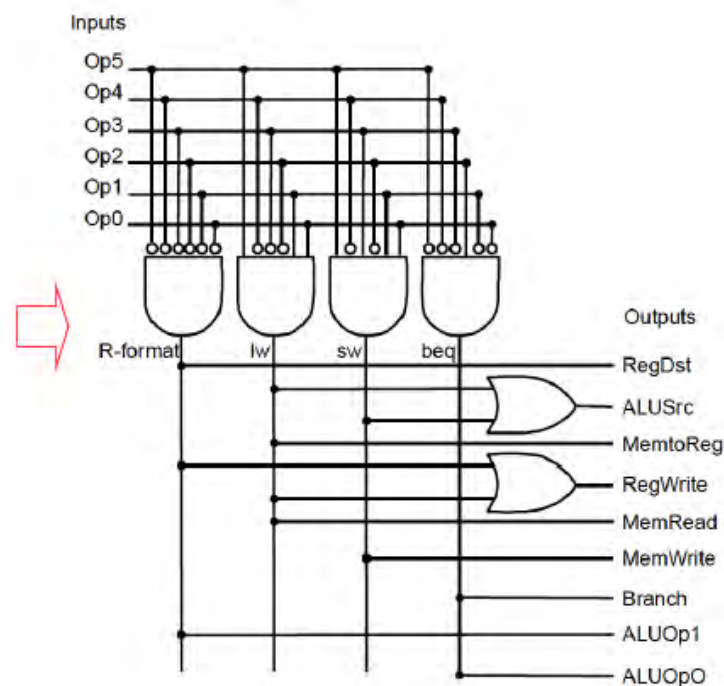 Inputs
Op5
Op4
Op3
Op2
Op1
Op0
R-format lw sw beq
Outputs
RegDst
ALUSrc
MemtoReg
RegWrite
MemRead
MemWrite
Branch
ALUOp1
ALUOpO